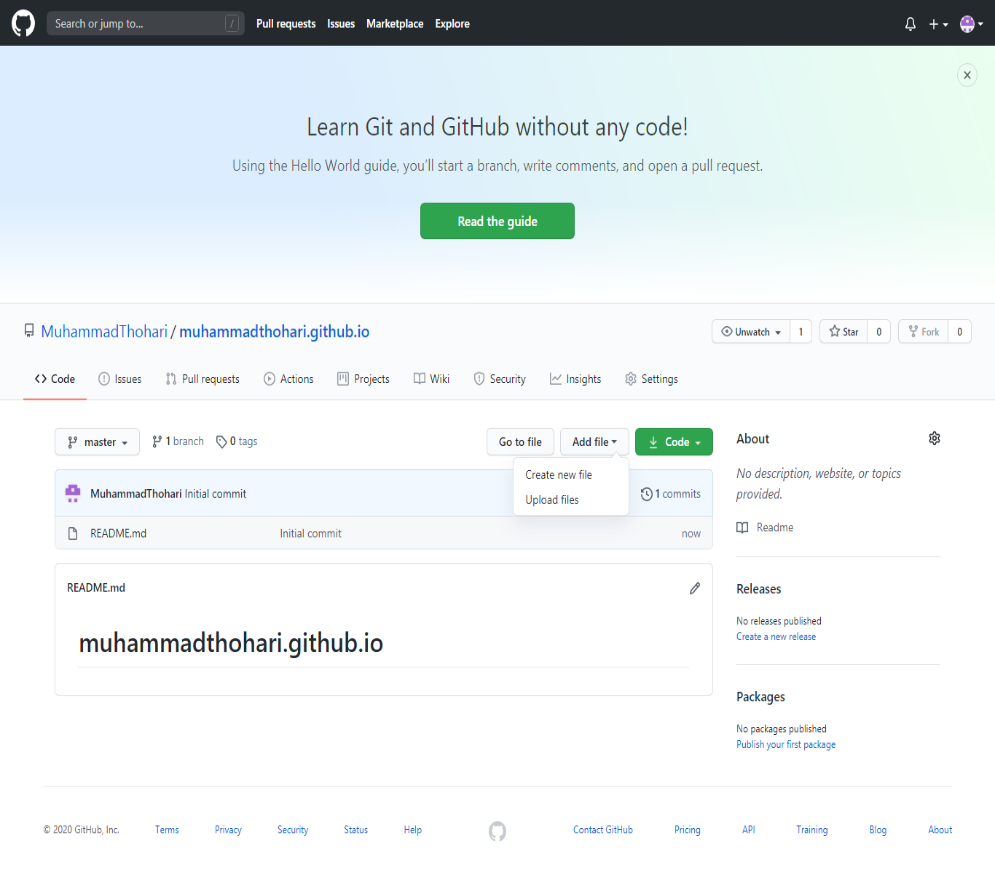 Search or jump to... / Pull requests Issues Marketplace Explore
Learn Git and GitHub without any code!
Using the Hello World guide, you'll start a branch, write comments, and open a pull request.
Read the guide
MuhammadThohari / muhammadthohari.github.io Unwatch 1 Star 0 Fork 0
Code Issues Pull requests Actions Projects Wiki Security Insights Settings
master 1 branch 0 tags Go to file Add file Code
Create new file
Upload files
MuhammadThohari Initial commit 1 commits
README.md Initial commit now
README.md
muhammadthohari.github.io
About
No description, website, or topics
provided.
Readme
Releases
No releases published
Create a new release
Packages
No packages published
Publish your first package
© 2020 GitHub, Inc. Terms Privacy Security Status Help Contact GitHub Pricing API Training Blog About